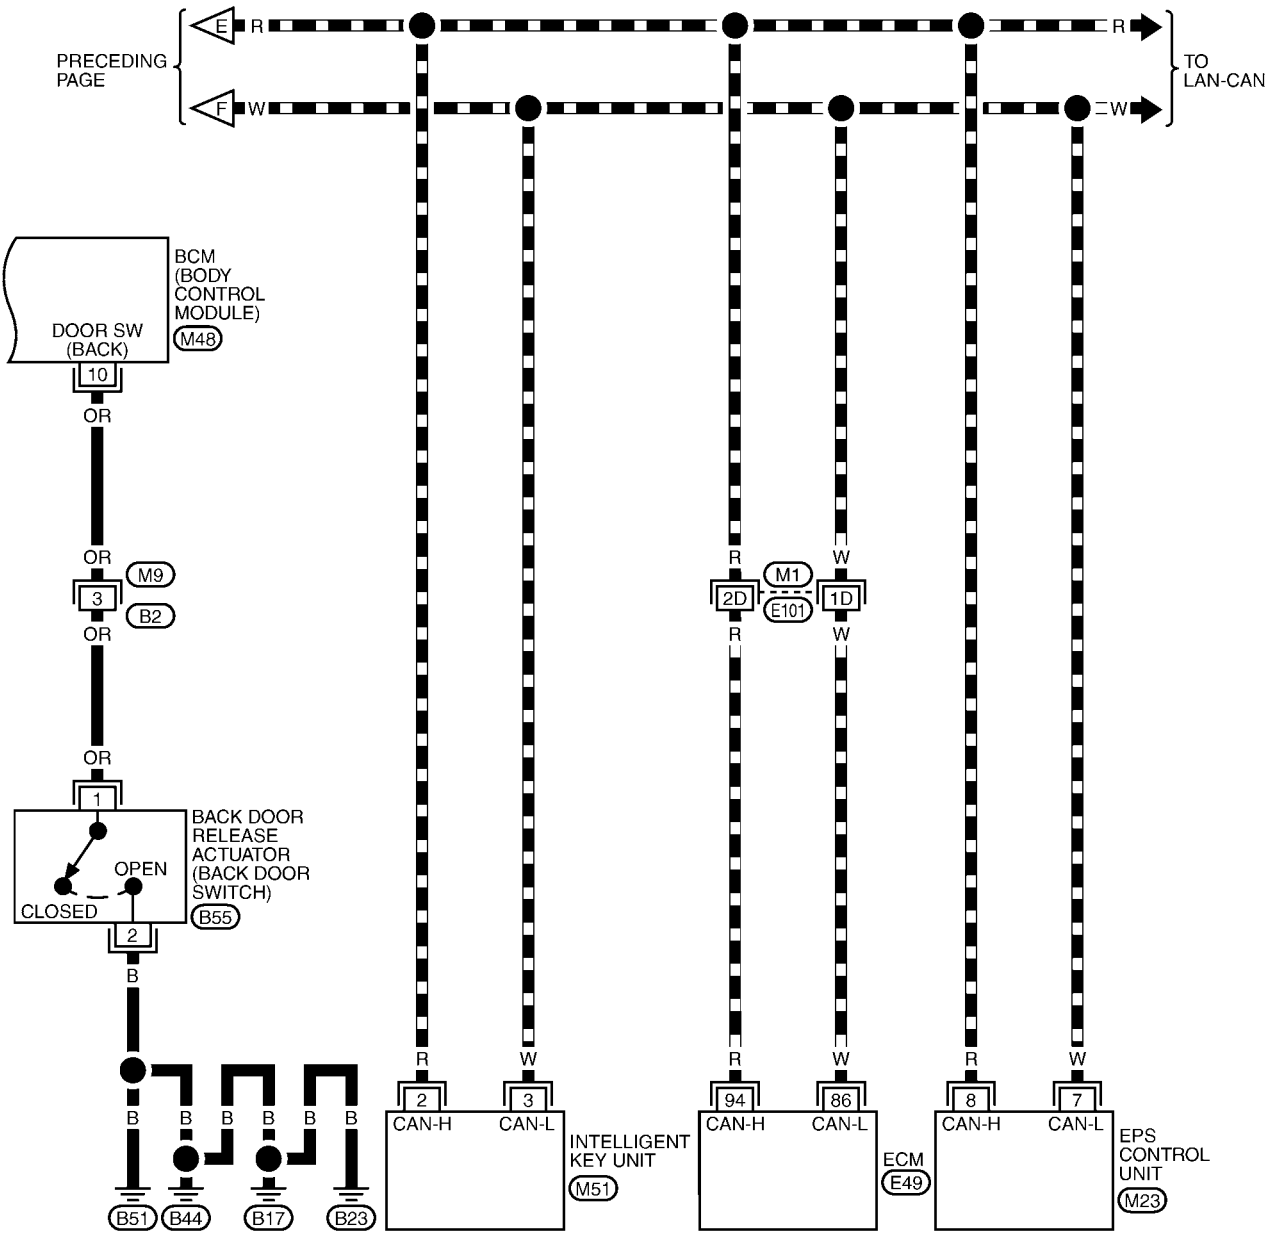 E R R
PRECEDING
PAGE
TO
LAN-CAN
F W W
BCM
(BODY
CONTROL
MODULE)
M48
DOOR SW
(BACK)
10
OR
OR
M9
3
B2
OR
OR
1
BACK DOOR
RELEASE
ACTUATOR
(BACK DOOR
SWITCH)
B55
OPEN
CLOSED
2
B
B B B B B
B51 B44 B17 B23
R W
M1
2D 1D
E101
R W
R W R W R W
2 3 94 86 8 7
CAN-H CAN-L CAN-H CAN-L CAN-H CAN-L
INTELLIGENT
KEY UNIT
M51
ECM
E49
EPS
CONTROL
UNIT
M23